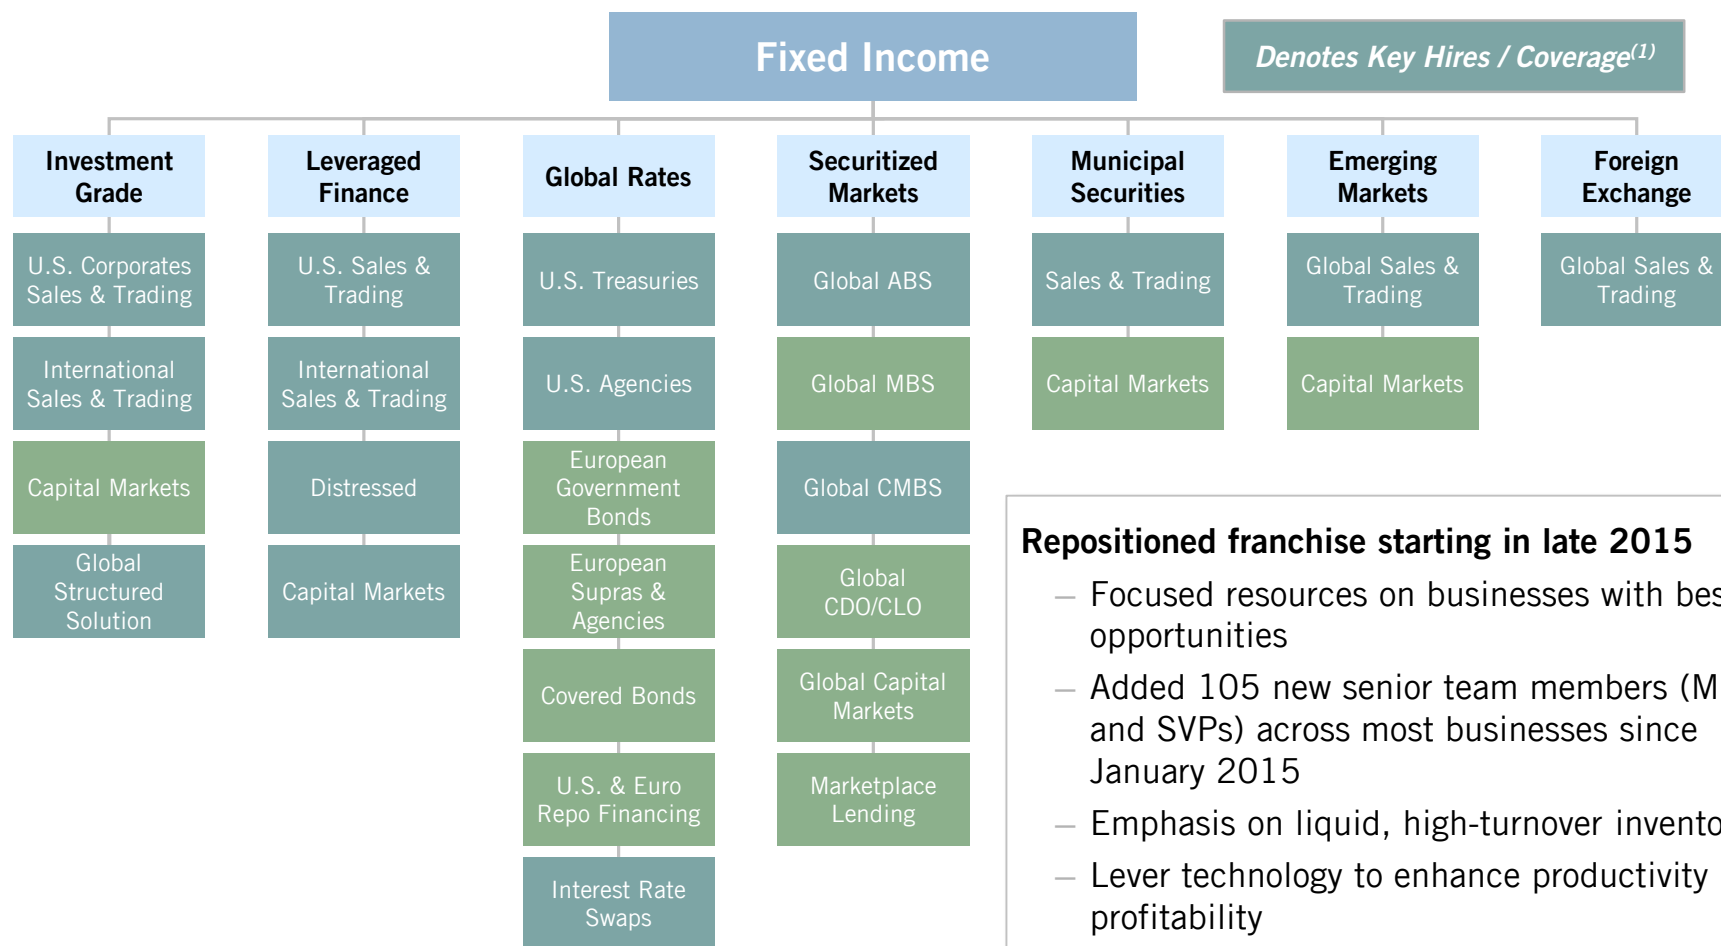 Fixed Income
Denotes Key Hires / Coverage(1)
Investment
Grade
Leveraged
Finance
Global Rates
Securitized
Markets
Municipal
Securities
Emerging
Markets
Foreign
Exchange
U.S. Corporates
Sales & Trading
International
Sales & Trading
Capital Markets
Global
Structured
Solution
U.S. Sales &
Trading
International
Sales & Trading
Distressed
Capital Markets
U.S. Treasuries
U.S. Agencies
European
Government
Bonds
European
Supras &
Agencies
Covered Bonds
U.S. & Euro
Repo Financing
Interest Rate
Swaps
Global ABS
Global MBS
Global CMBS
Global
CDO/CLO
Global Capital
Markets
Marketplace
Lending
Sales & Trading
Capital Markets
Global Sales &
Trading
Capital Markets
Global Sales &
Trading
Repositioned franchise starting in late 2015
— Focused resources on businesses with
opportunities
— Added 105 new senior team members
and SVPs) across most businesses since
January 2015
— Emphasis on liquid, high-turnover
— Lever technology to enhance productivity
profitability